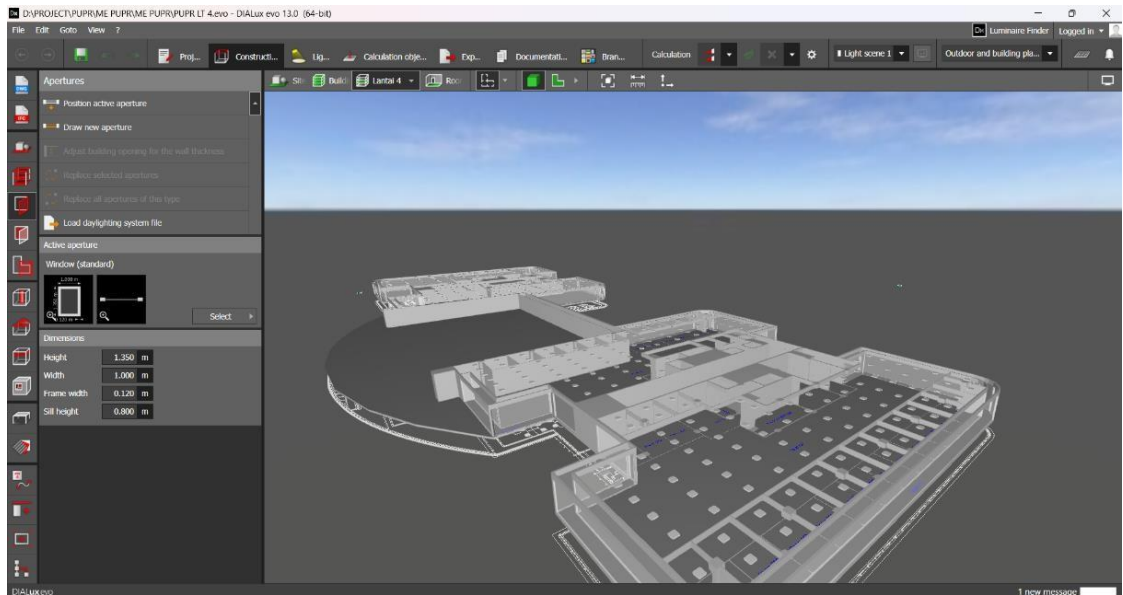 D:\PROJECT\PUPR\ME PUPR\ME PUPR\PUPR LT 4.evo - DIALux evo 13.0 (64-bit)
File Edit Goto View ?
Luminaire Finder Logged in
Proj... Constructi... Lig... Calculation obje... Exp... Documentati... Bran... Calculation Light scene 1 Outdoor and building pla...
Apertures
Lantai 4
Position active aperture
Draw new aperture
Adjust building opening for the wall thickness
Replace selected apertures
Replace all apertures of this type
Load daylighting system file
Active aperture
Window (standard)
Select
Dimensions
Height 1.350 m
Width 1.000 m
Frame width 0.120 m
Sill height 0.800 m
DIALux evo
1 new message